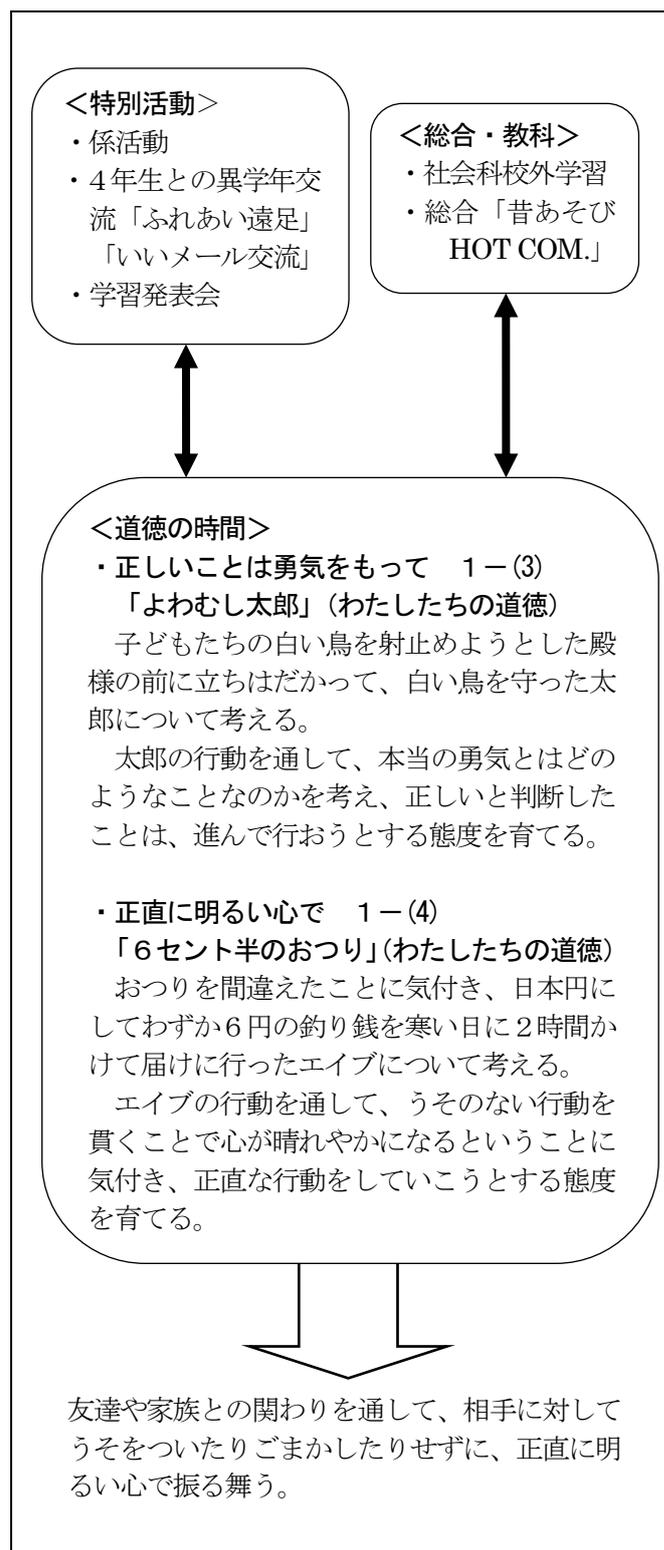 ＜特別活動＞
・係活動
・４年生との異学年交
流「ふれあい遠足」
「いいメール交流」
・学習発表会
＜総合・教科＞
・社会科校外学習
・総合「昔あそび
HOT COM.」
＜道徳の時間＞
・正しいことは勇気をもって　１－(3)
「よわむし太郎」（わたしたちの道徳）
子どもたちの白い鳥を射止めようとした殿
様の前に立ちはだかって、白い鳥を守った太
郎について考える。
太郎の行動を通して、本当の勇気とはどの
ようなことなのかを考え、正しいと判断した
ことは、進んで行おうとする態度を育てる。
・正直に明るい心で　１－(4)
「６セント半のおつり」（わたしたちの道徳）
おつりを間違えたことに気付き、日本円に
してわずか６円の釣り銭を寒い日に２時間か
けて届けに行ったエイブについて考える。
エイブの行動を通して、うそのない行動を
貫くことで心が晴れやかになるということに
気付き、正直な行動をしていこうとする態度
を育てる。
友達や家族との関わりを通して、相手に対して
うそをついたりごまかしたりせずに、正直に明
るい心で振る舞う。